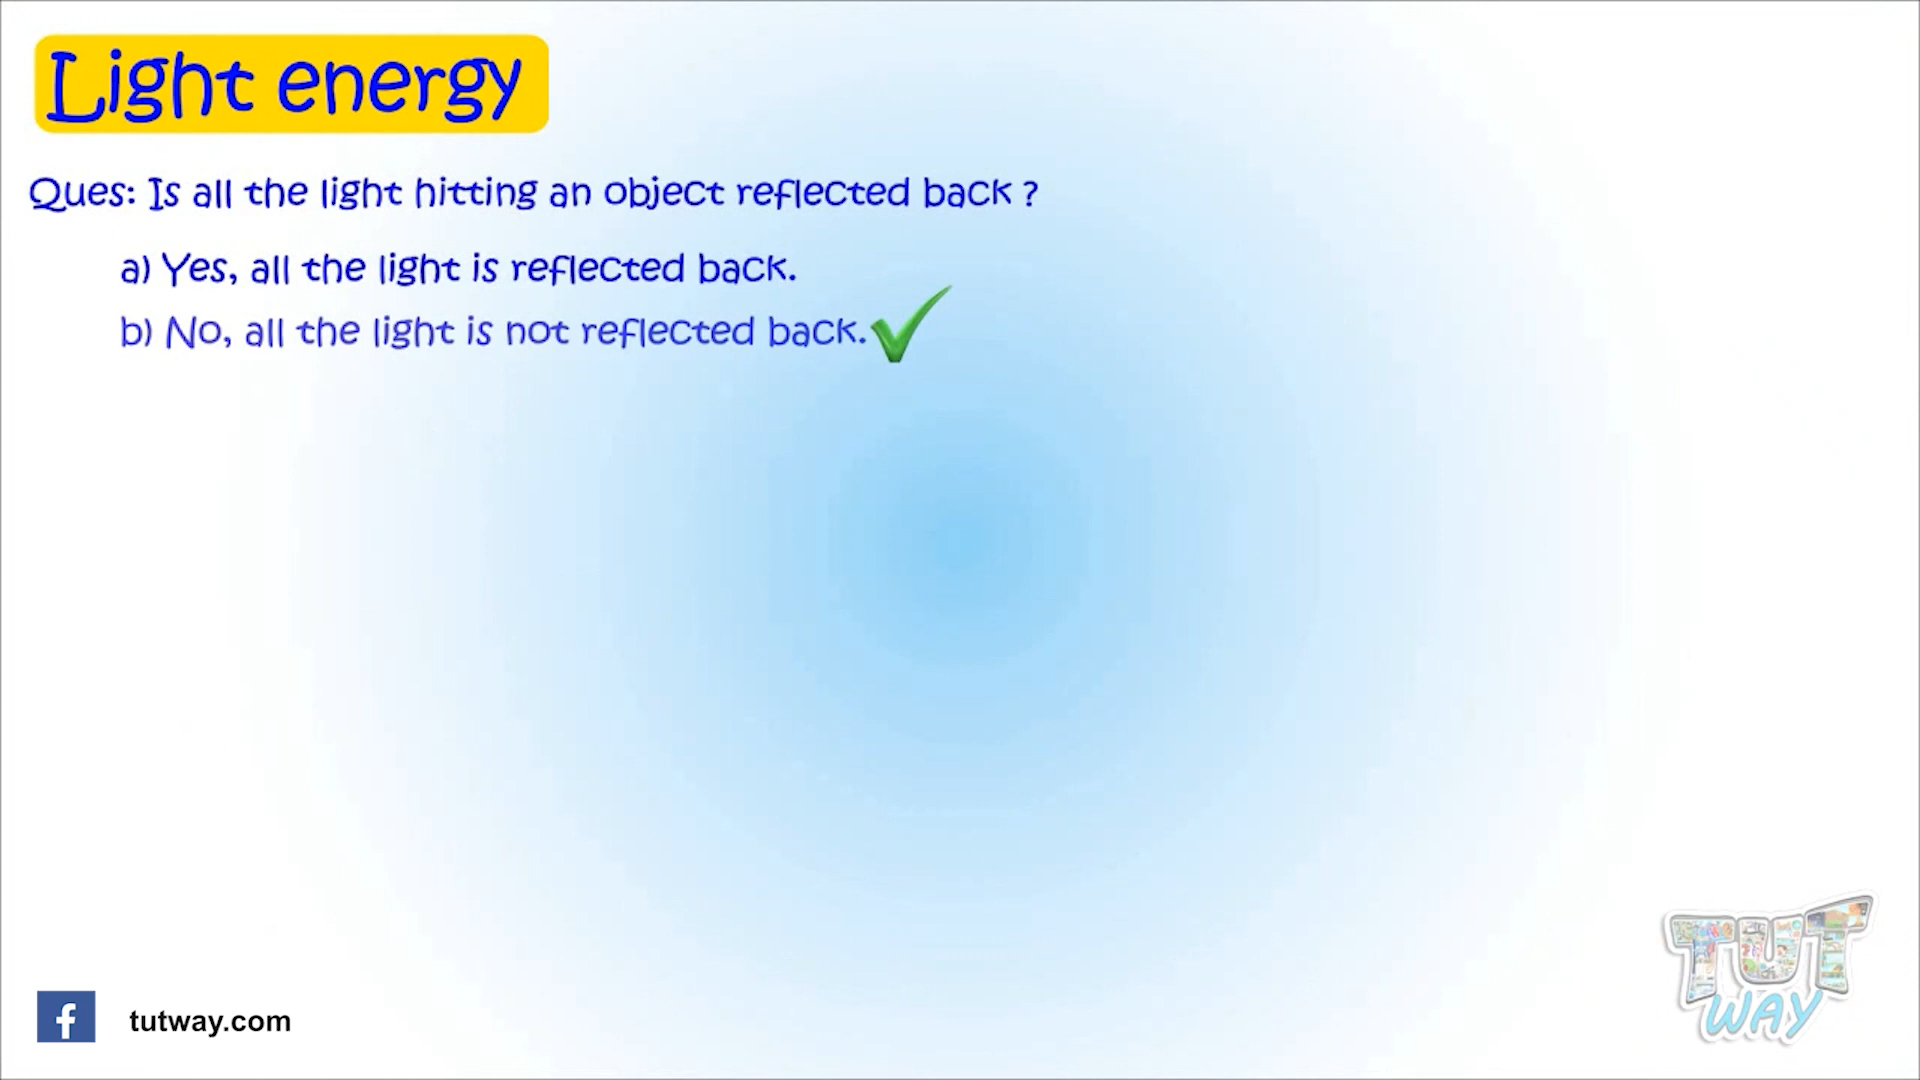 Light energy
Ques: Is all the light hitting an object reflected back ?
a) Yes, all the light is reflected back.
b) No, all the light is not reflected back.
TUT
WAY
f tutway.com